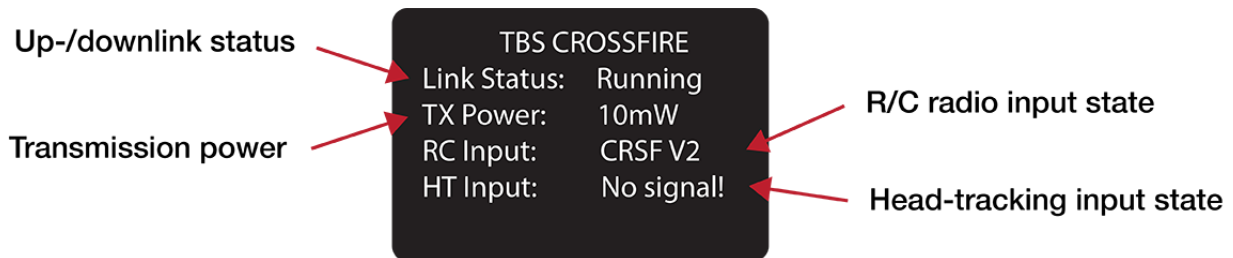 Up-/downlink status
Transmission power
TBS CROSSFIRE
Link Status: Running
TX Power: 10mW
RC Input: CRSF V2
HT Input: No signal!
R/C radio input state
Head-tracking input state